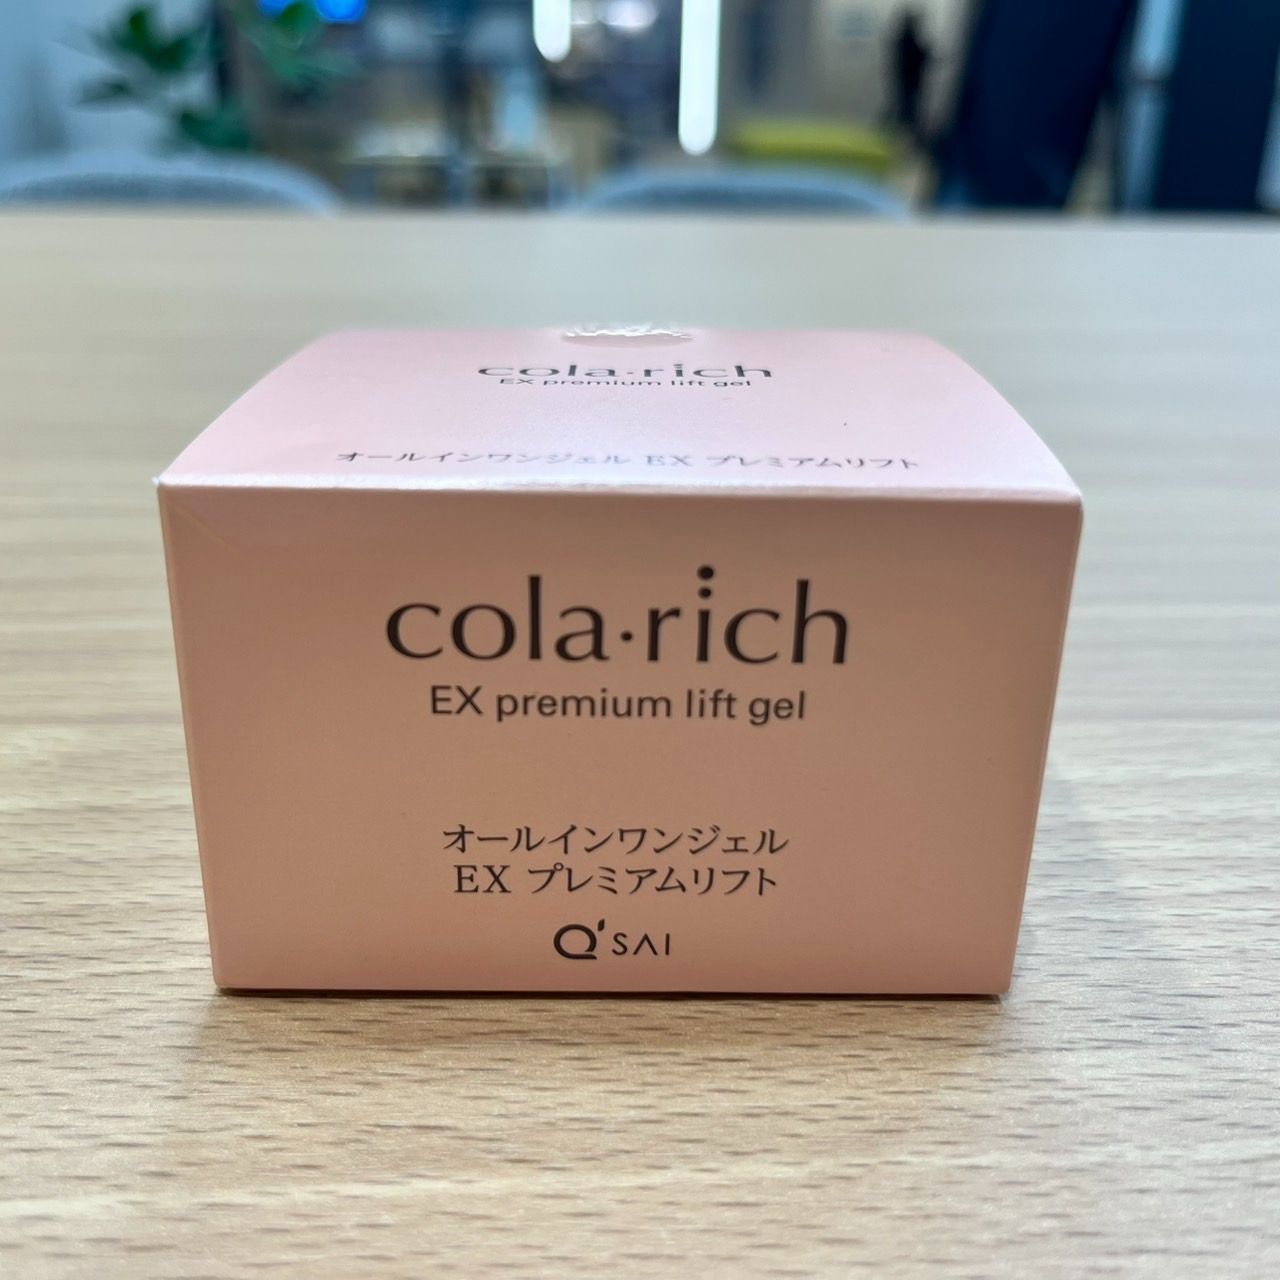 cola·rich
EX premium lift gel
オールインワンジェル EX プレミアムリフト
cola·rich
EX premium lift gel
オールインワンジェル
EX プレミアムリフト
Q'SAI